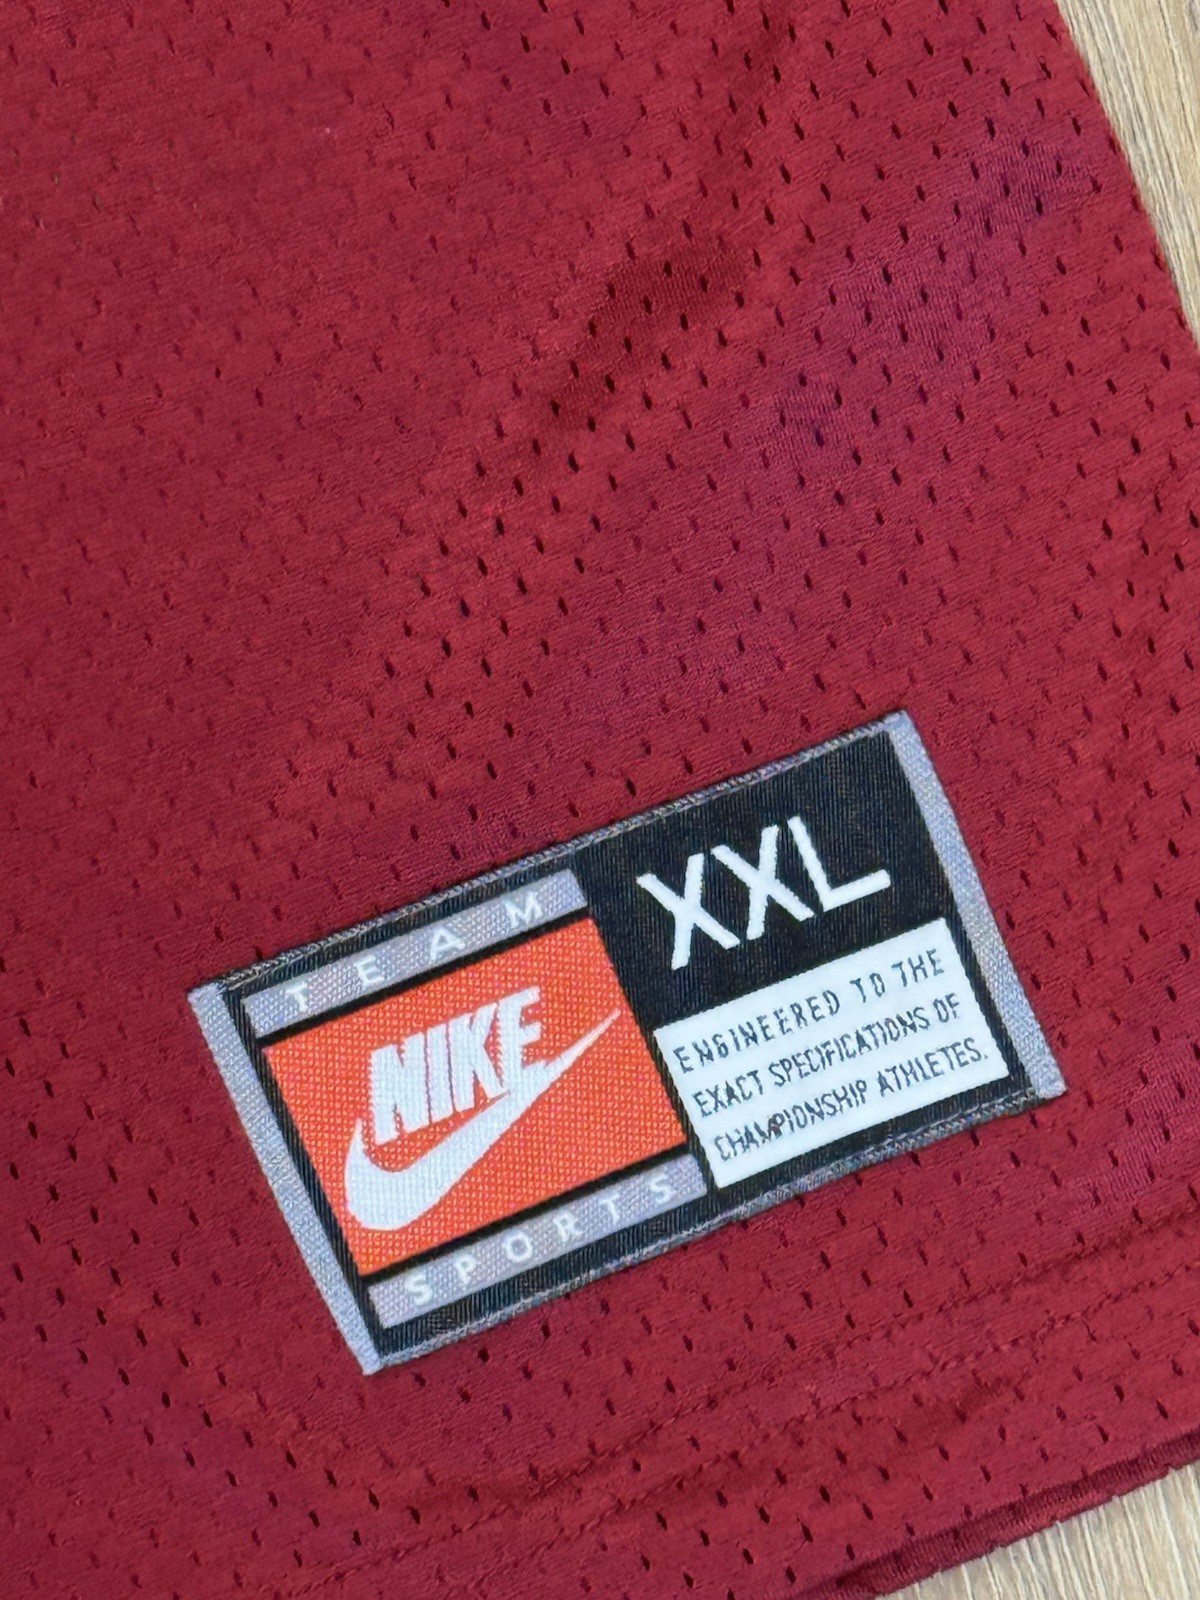 TEAM
NIKE
SPORTS
XXL
ENGINEERED TO THE
EXACT SPECIFICATIONS OF
CHAMPIONSHIP ATHLETES.